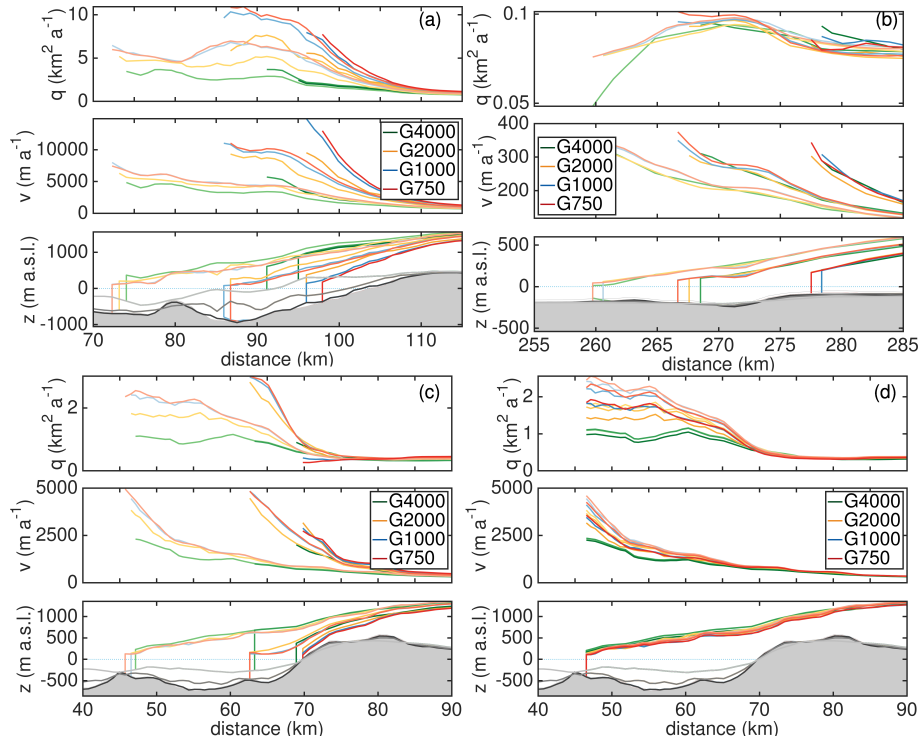 10
5
0
q (km² a⁻¹)
(a)
10000
5000
0
v (m a⁻¹)
G4000
G2000
G1000
G750
1000
0
-1000
z (m a.s.l.)
70 80 90 100 110
distance (km)
0.1
0.05
q (km² a⁻¹)
(b)
400
300
200
v (m a⁻¹)
G4000
G2000
G1000
G750
500
0
-500
z (m a.s.l.)
255 260 265 270 275 280 285
distance (km)
2
0
q (km² a⁻¹)
(c)
5000
2500
0
v (m a⁻¹)
G4000
G2000
G1000
G750
1000
500
0
-500
z (m a.s.l.)
40 50 60 70 80 90
distance (km)
2
1
0
q (km² a⁻¹)
(d)
5000
2500
0
v (m a⁻¹)
G4000
G2000
G1000
G750
1000
500
0
-500
z (m a.s.l.)
40 50 60 70 80 90
distance (km)